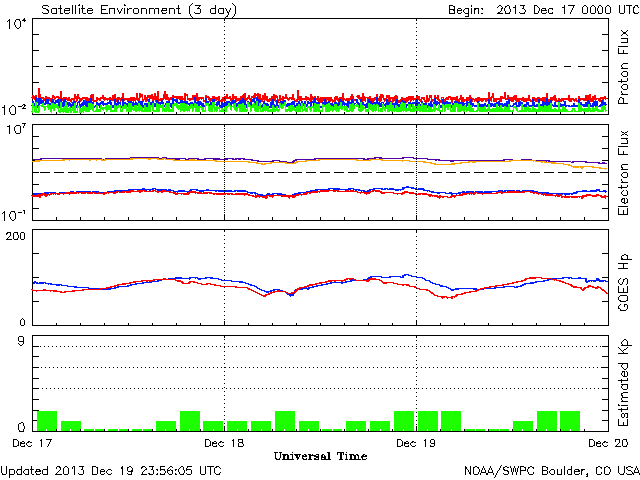 Satellite Environment (3 day)
Begin: 2013 Dec 17 0000 UTC
10⁴
10⁻²
Proton Flux
10⁷
10⁻¹
Electron Flux
200
0
GOES Hp
9
0
Estimated Kp
Dec 17 Dec 18 Dec 19 Dec 20
Universal Time
Updated 2013 Dec 19 23:56:05 UTC
NOAA/SWPC Boulder, CO USA